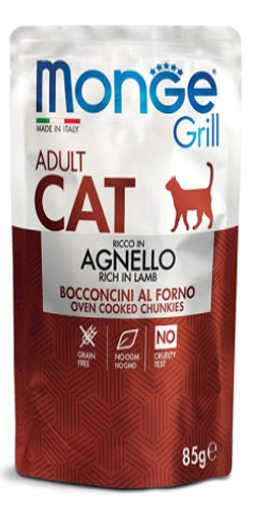 Monge
MADE IN ITALY
Grill
ADULT
CAT
RICCO IN
AGNELLO
RICH IN LAMB
BOCCONCINI AL FORNO
OVEN COOKED CHUNKIES
GRAIN
FREE
NO OGM
NO GMO
NO
CRUELTY
TEST
85g℮